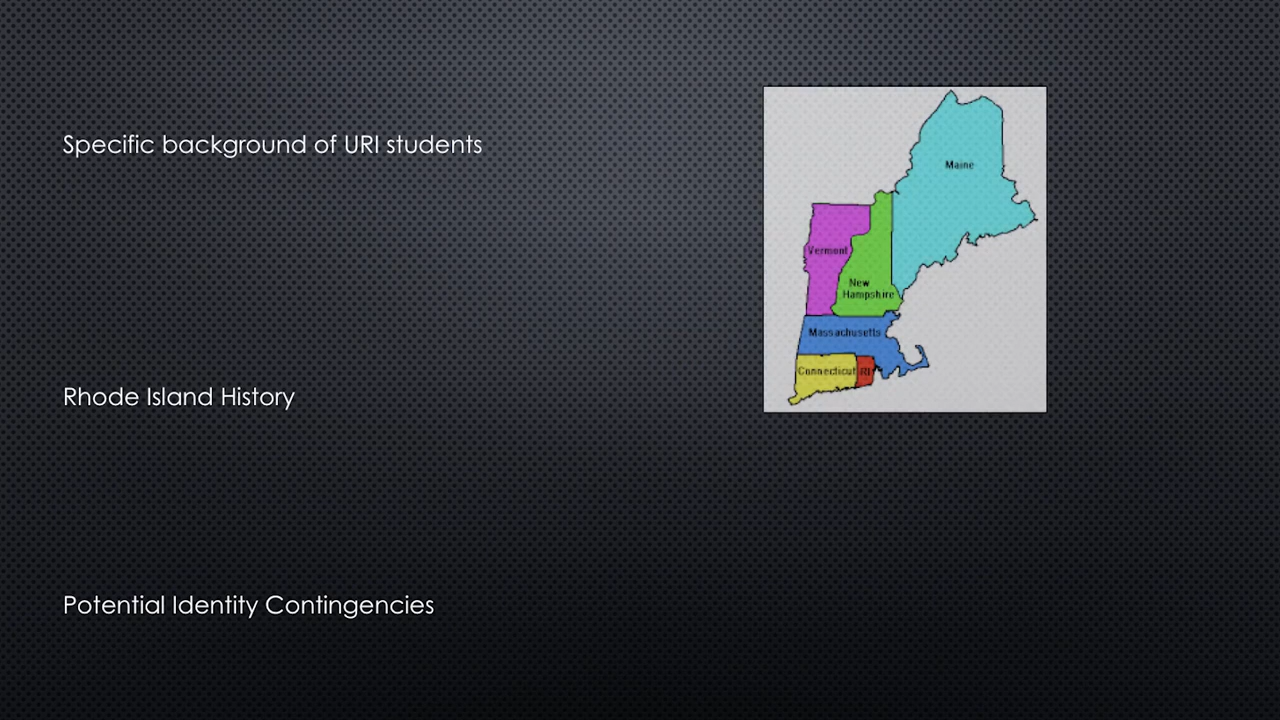 Specific background of URI students
Maine
Vermont
New
Hampshire
Massachusetts
Connecticut
RI
Rhode Island History
Potential Identity Contingencies